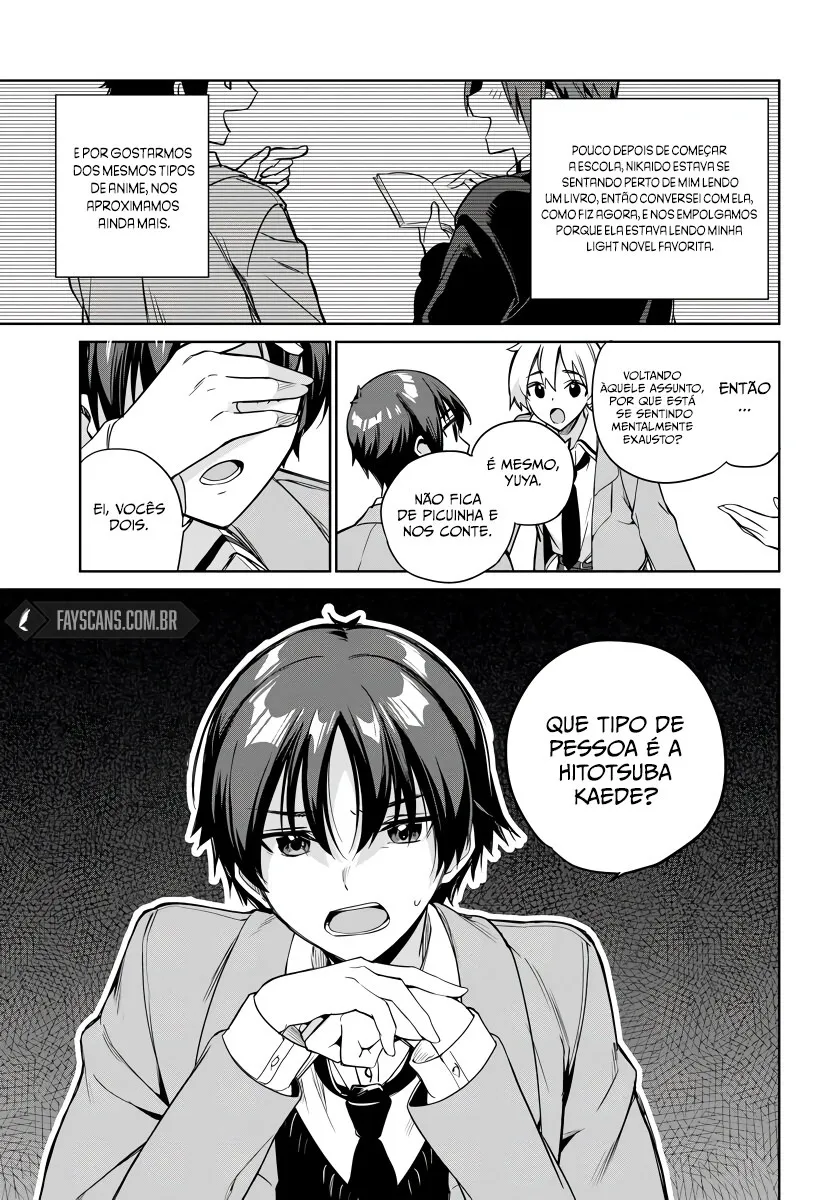 POUCO DEPOIS DE COMEÇAR
A ESCOLA, NIKAIDO ESTAVA SE
SENTANDO PERTO DE MIM LENDO
UM LIVRO, ENTÃO CONVERSEI COM ELA,
COMO FIZ AGORA, E NOS EMPOLGAMOS
PORQUE ELA ESTAVA LENDO MINHA
LIGHT NOVEL FAVORITA.
E POR GOSTARMOS
DOS MESMOS TIPOS
DE ANIME, NOS
APROXIMAMOS
AINDA MAIS.
ENTÃO
...
VOLTANDO
ÀQUELE ASSUNTO,
POR QUE ESTÁ
SE SENTINDO
MENTALMENTE
EXAUSTO?
É MESMO,
YUYA.
NÃO FICA
DE PICUINHA E
NOS CONTE.
EI, VOCÊS
DOIS.
FAYSCANS.COM.BR
QUE TIPO DE
PESSOA É A
HITOTSUBA
KAEDE?